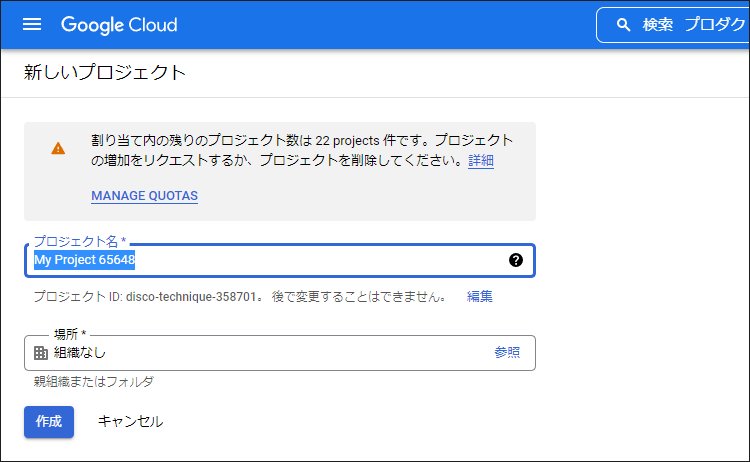 Google Cloud
検索 プロダク
新しいプロジェクト
割り当て内の残りのプロジェクト数は 22 projects 件です。プロジェクト
の増加をリクエストするか、プロジェクトを削除してください。詳細
MANAGE QUOTAS
プロジェクト名 *
My Project 65648
プロジェクト ID: disco-technique-358701。後で変更することはできません。 編集
場所 *
組織なし 参照
親組織またはフォルダ
作成 キャンセル